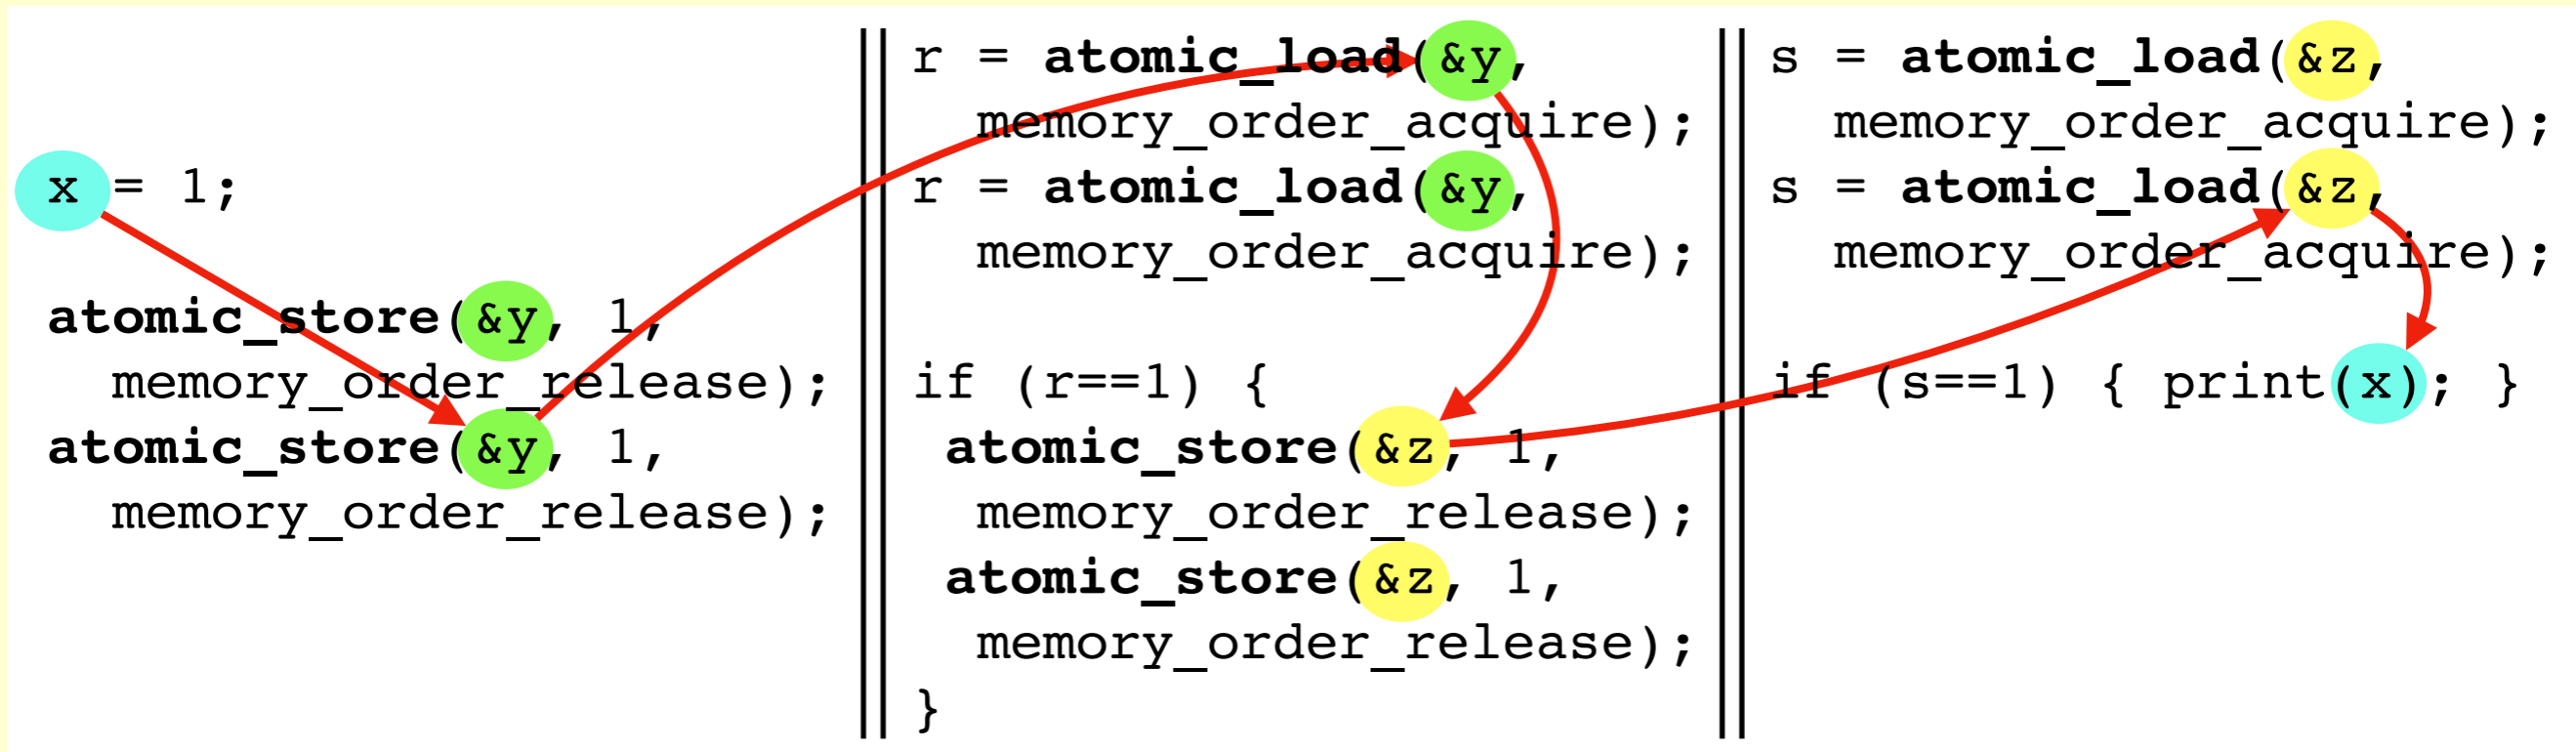 x = 1;
atomic_store(&y, 1,
memory_order_release);
atomic_store(&y, 1,
memory_order_release);
r = atomic_load(&y,
memory_order_acquire);
r = atomic_load(&y,
memory_order_acquire);
if (r==1) {
atomic_store(&z, 1,
memory_order_release);
atomic_store(&z, 1,
memory_order_release);
}
s = atomic_load(&z,
memory_order_acquire);
s = atomic_load(&z,
memory_order_acquire);
if (s==1) { print(x); }